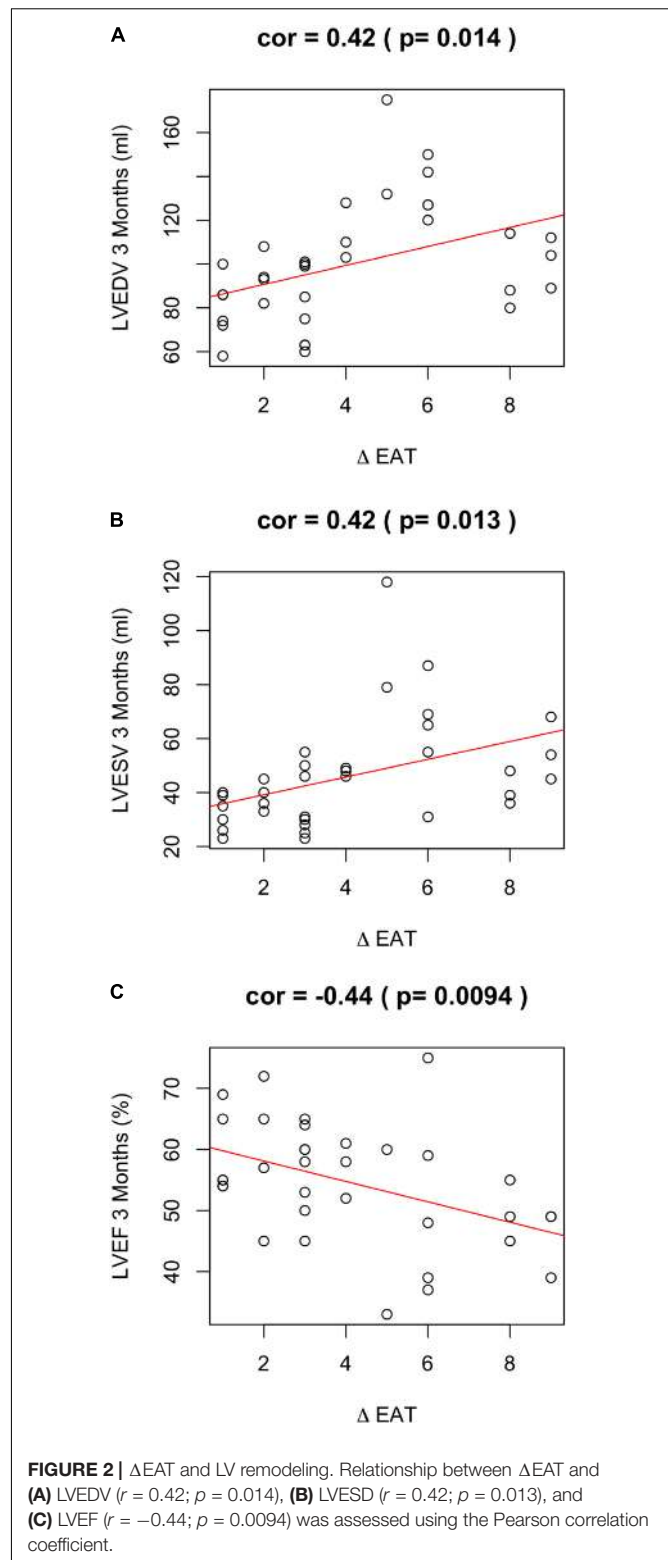 A
cor = 0.42 ( p= 0.014 )
LVEDV 3 Months (ml)
160
120
80
60
2 4 6 8
Δ EAT
B
cor = 0.42 ( p= 0.013 )
LVESV 3 Months (ml)
120
100
80
60
40
20
2 4 6 8
Δ EAT
C
cor = -0.44 ( p= 0.0094 )
LVEF 3 Months (%)
70
60
50
40
2 4 6 8
Δ EAT
FIGURE 2 | ΔEAT and LV remodeling. Relationship between ΔEAT and
(A) LVEDV (r = 0.42; p = 0.014), (B) LVESD (r = 0.42; p = 0.013), and
(C) LVEF (r = −0.44; p = 0.0094) was assessed using the Pearson correlation
coefficient.